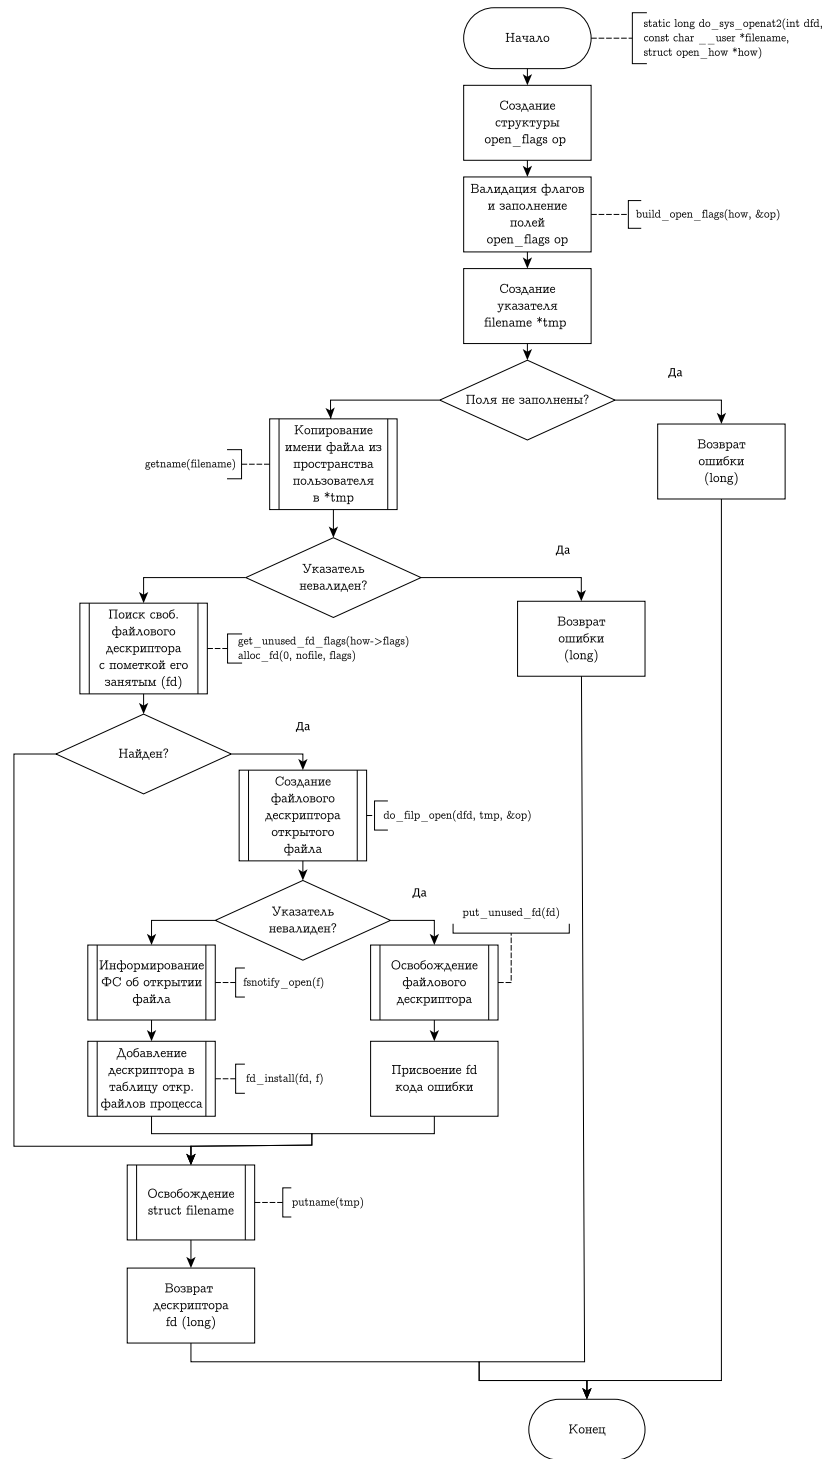 Начало
static long do_sys_openat2(int dfd,
const char __user *filename,
struct open_how *how)
Создание
структуры
open_flags op
Валидация флагов
и заполнение
полей
open_flags op
build_open_flags(how, &op)
Создание
указателя
filename *tmp
Поля не заполнены?
Да
Копирование
имени файла из
пространства
пользователя
в *tmp
getname(filename)
Возврат
ошибки
(long)
Указатель
невалиден?
Да
Поиск своб.
файлового
дескриптора
с пометкой его
занятым (fd)
get_unused_fd_flags(how->flags)
alloc_fd(0, nofile, flags)
Возврат
ошибки
(long)
Найден?
Да
Создание
файлового
дескриптора
открытого
файла
do_filp_open(dfd, tmp, &op)
Указатель
невалиден?
Да
put_unused_fd(fd)
Информирование
ФС об открытии
файла
fsnotify_open(f)
Освобождение
файлового
дескриптора
Добавление
дескриптора в
таблицу откр.
файлов процесса
fd_install(fd, f)
Присвоение fd
кода ошибки
Освобождение
struct filename
putname(tmp)
Возврат
дескриптора
fd (long)
Конец